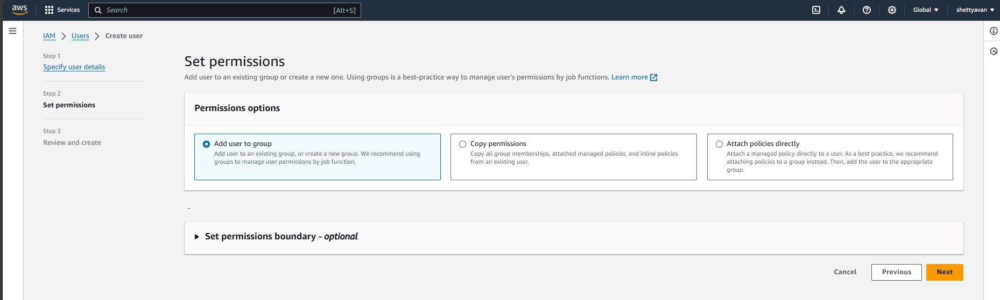 aws
Services
Search
[Alt+S]
Global
shettyavan
IAM
Users
Create user
Step 1
Specify user details
Step 2
Set permissions
Step 3
Review and create
Set permissions
Add user to an existing group or create a new one. Using groups is a best-practice way to manage user's permissions by job functions. Learn more
Permissions options
Add user to group
Add user to an existing group, or create a new group. We recommend using
groups to manage user permissions by job function.
Copy permissions
Copy all group memberships, attached managed policies, and inline policies
from an existing user.
Attach policies directly
Attach a managed policy directly to a user. As a best practice, we recommend
attaching policies to a group instead. Then, add the user to the appropriate
group.
-
Set permissions boundary - optional
Cancel
Previous
Next